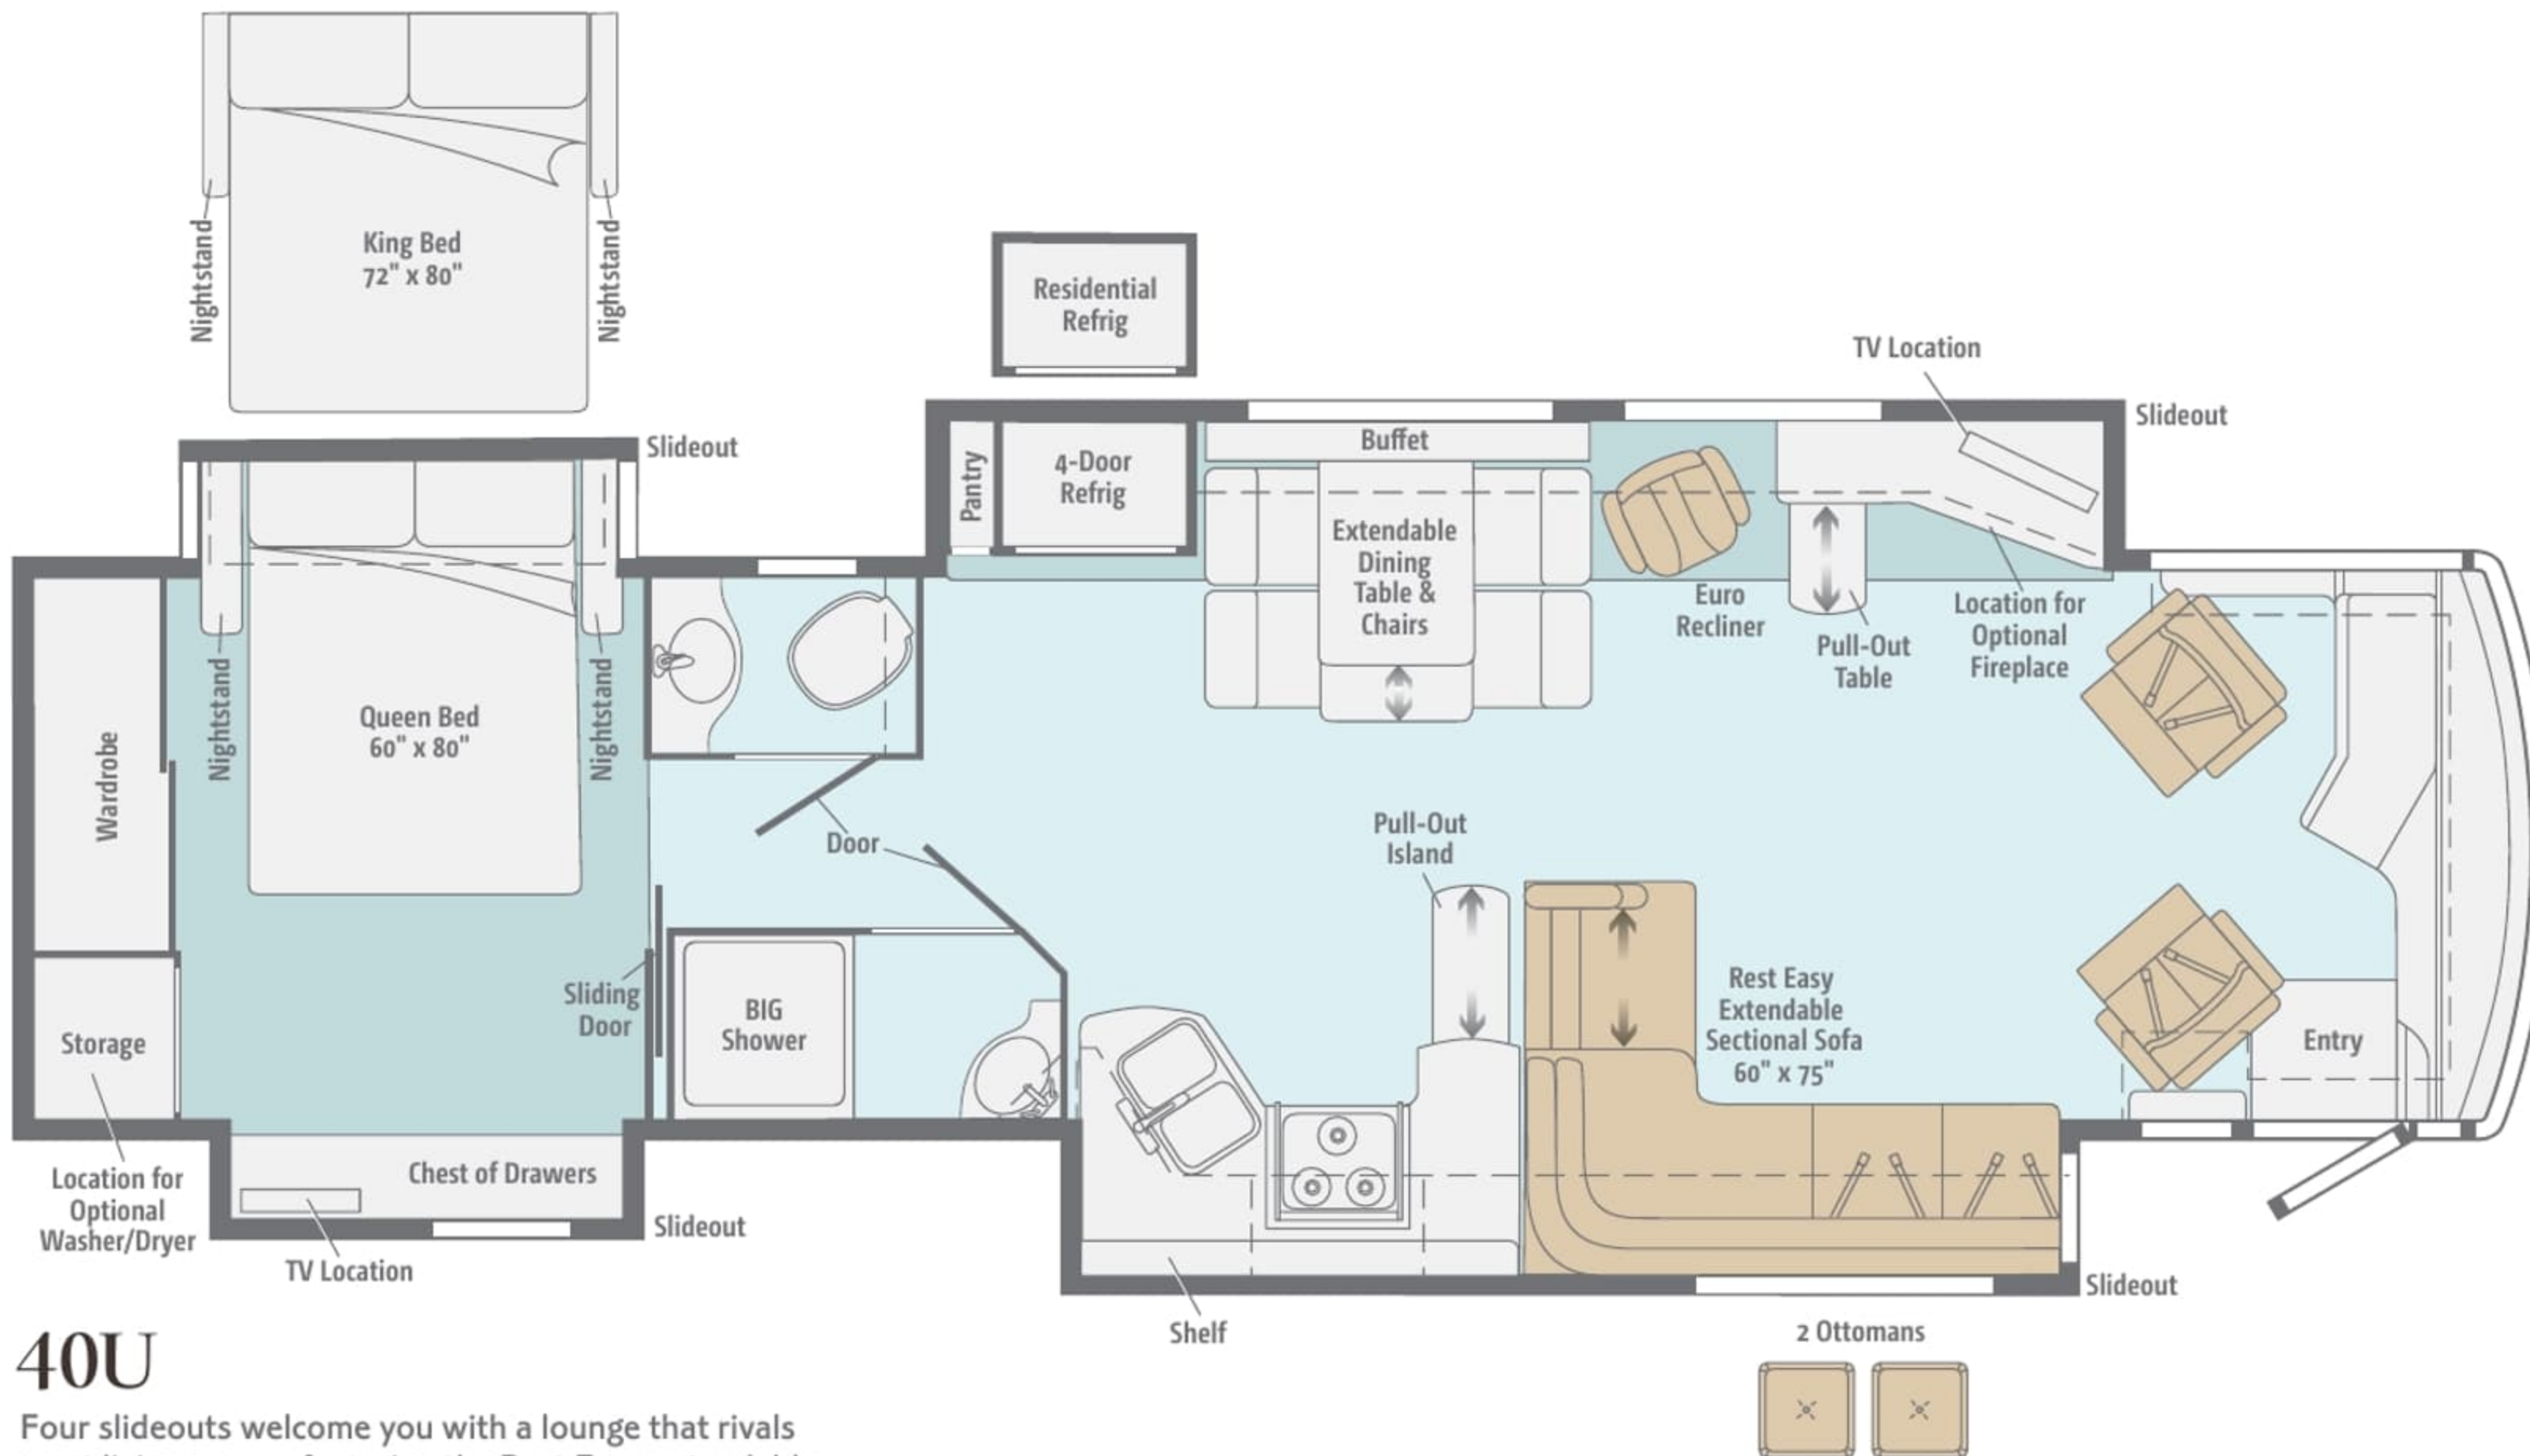 King Bed
72" x 80"
Nightstand
Nightstand
Residential
Refrig
TV Location
Slideout
Slideout
Pantry
4-Door
Refrig
Buffet
Extendable
Dining
Table &
Chairs
Euro
Recliner
Pull-Out
Table
Location for
Optional
Fireplace
Wardrobe
Nightstand
Queen Bed
60" x 80"
Nightstand
Door
Pull-Out
Island
Sliding
Door
BIG
Shower
Rest Easy
Extendable
Sectional Sofa
60" x 75"
Entry
Storage
Location for
Optional
Washer/Dryer
Chest of Drawers
TV Location
Slideout
Shelf
Slideout
2 Ottomans
40U
Four slideouts welcome you with a lounge that rivals